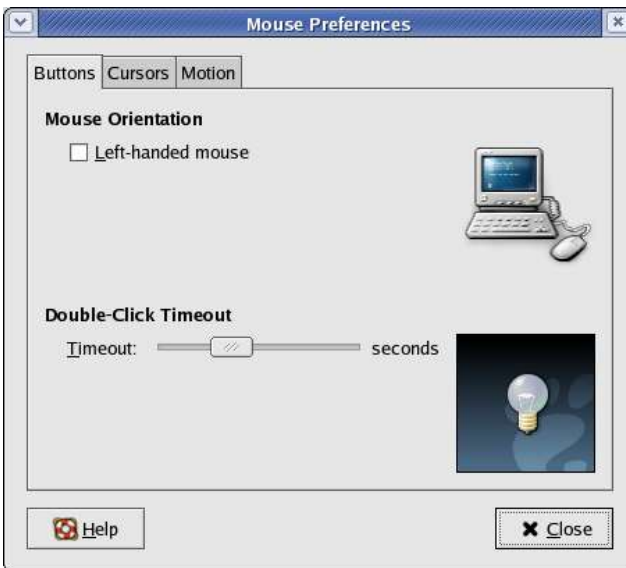 Mouse Preferences
Buttons Cursors Motion
Mouse Orientation
Left-handed mouse
Double-Click Timeout
Timeout: seconds
Help Close